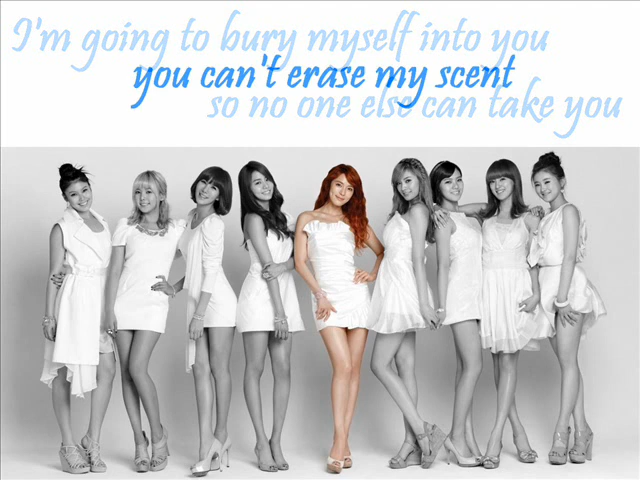 I'm going to bury myself into you
you can't erase my scent
so no one else can take you